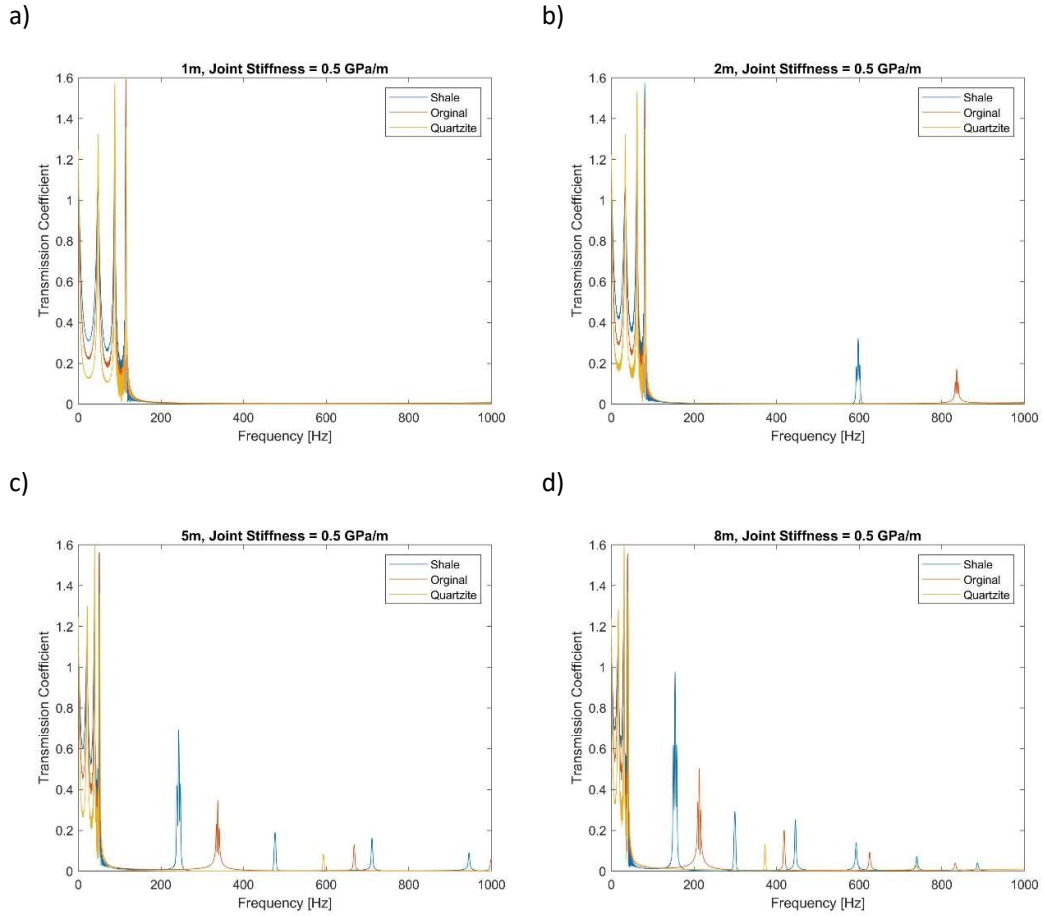 a)
b)
1m, Joint Stiffness = 0.5 GPa/m
1.6
1.4
1.2
1
0.8
0.6
0.4
0.2
0
Transmission Coefficient
Shale
Orginal
Quartzite
0 200 400 600 800 1000
Frequency [Hz]
2m, Joint Stiffness = 0.5 GPa/m
1.6
1.4
1.2
1
0.8
0.6
0.4
0.2
0
Transmission Coefficient
Shale
Orginal
Quartzite
0 200 400 600 800 1000
Frequency [Hz]
c)
d)
5m, Joint Stiffness = 0.5 GPa/m
1.6
1.4
1.2
1
0.8
0.6
0.4
0.2
0
Transmission Coefficient
Shale
Orginal
Quartzite
0 200 400 600 800 1000
Frequency [Hz]
8m, Joint Stiffness = 0.5 GPa/m
1.6
1.4
1.2
1
0.8
0.6
0.4
0.2
0
Transmission Coefficient
Shale
Orginal
Quartzite
0 200 400 600 800 1000
Frequency [Hz]